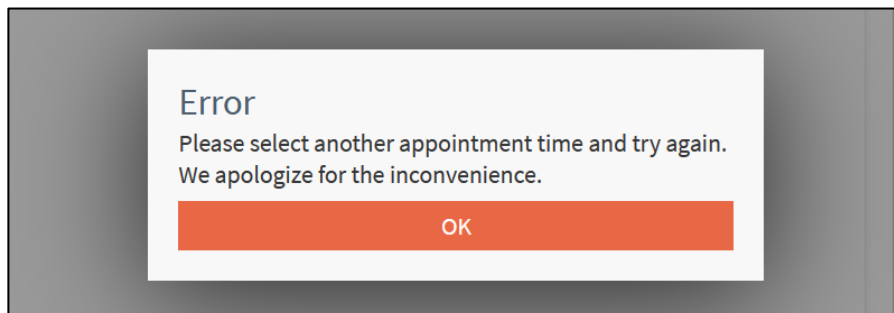 Error
Please select another appointment time and try again.
We apologize for the inconvenience.
OK